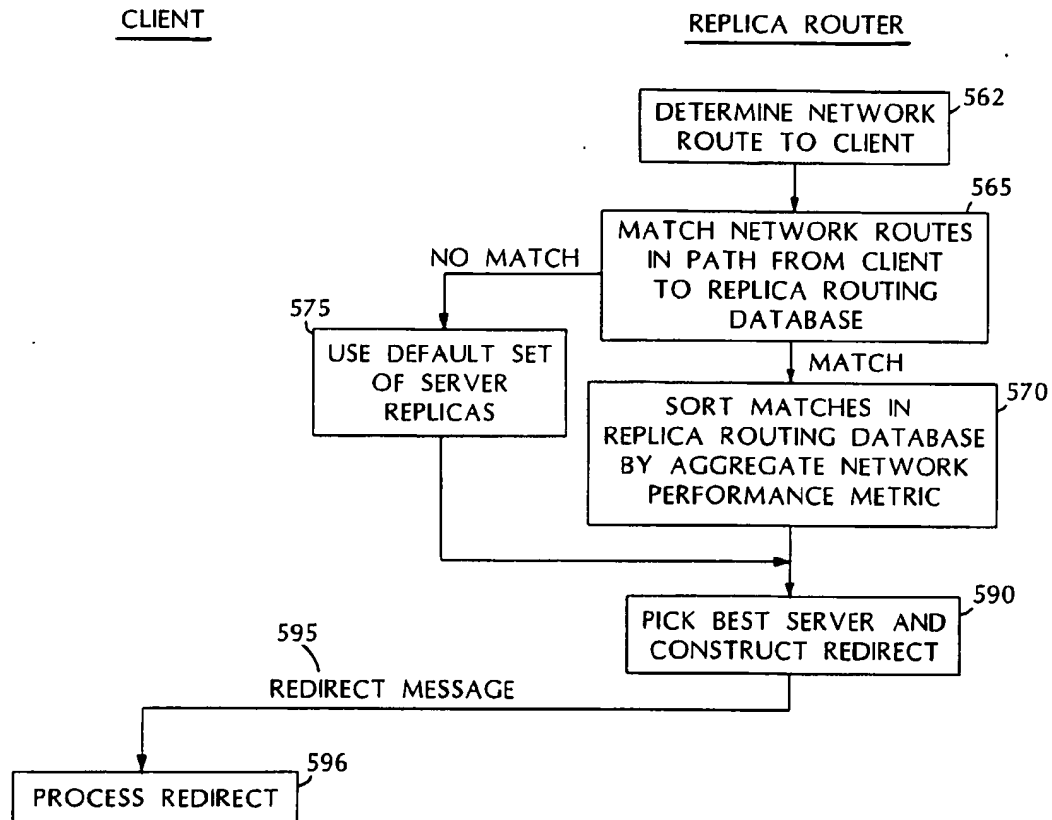 CLIENT
REPLICA ROUTER
562
DETERMINE NETWORK
ROUTE TO CLIENT
565
MATCH NETWORK ROUTES
IN PATH FROM CLIENT
TO REPLICA ROUTING
DATABASE
NO MATCH
575
USE DEFAULT SET
OF SERVER
REPLICAS
MATCH
570
SORT MATCHES IN
REPLICA ROUTING DATABASE
BY AGGREGATE NETWORK
PERFORMANCE METRIC
590
PICK BEST SERVER AND
CONSTRUCT REDIRECT
595
REDIRECT MESSAGE
596
PROCESS REDIRECT